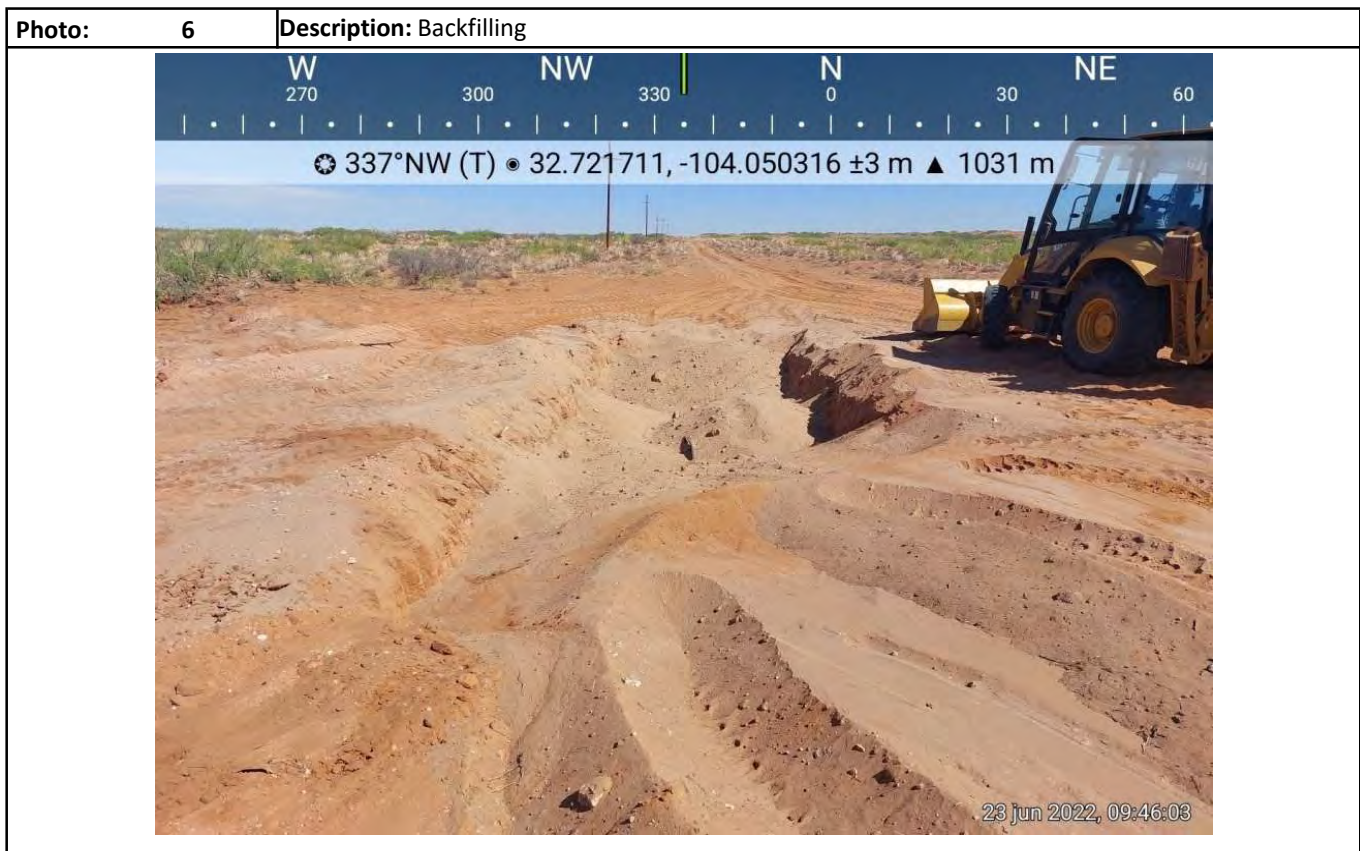 Photo: 6 Description: Backfilling
W NW N NE
270 300 330 0 30 60
337°NW (T) ◉ 32.721711, -104.050316 ±3 m ▲ 1031 m
23 jun 2022, 09:46:03